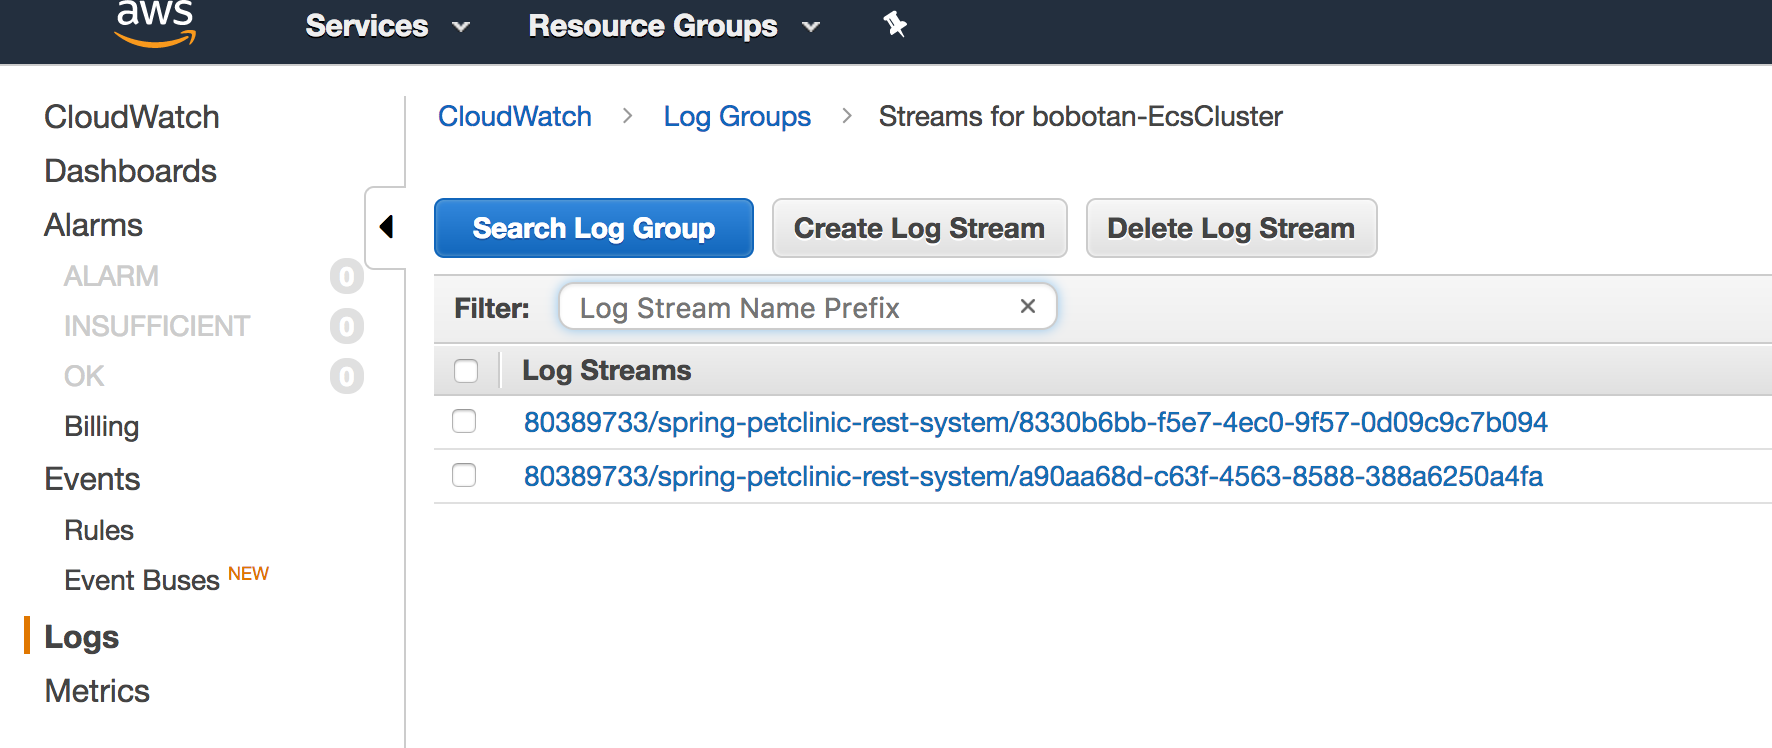 aws
Services
Resource Groups
CloudWatch
Dashboards
Alarms
ALARM 0
INSUFFICIENT 0
OK 0
Billing
Events
Rules
Event Buses NEW
Logs
Metrics
CloudWatch > Log Groups > Streams for bobotan-EcsCluster
Search Log Group
Create Log Stream
Delete Log Stream
Filter: Log Stream Name Prefix ×
Log Streams
80389733/spring-petclinic-rest-system/8330b6bb-f5e7-4ec0-9f57-0d09c9c7b094
80389733/spring-petclinic-rest-system/a90aa68d-c63f-4563-8588-388a6250a4fa